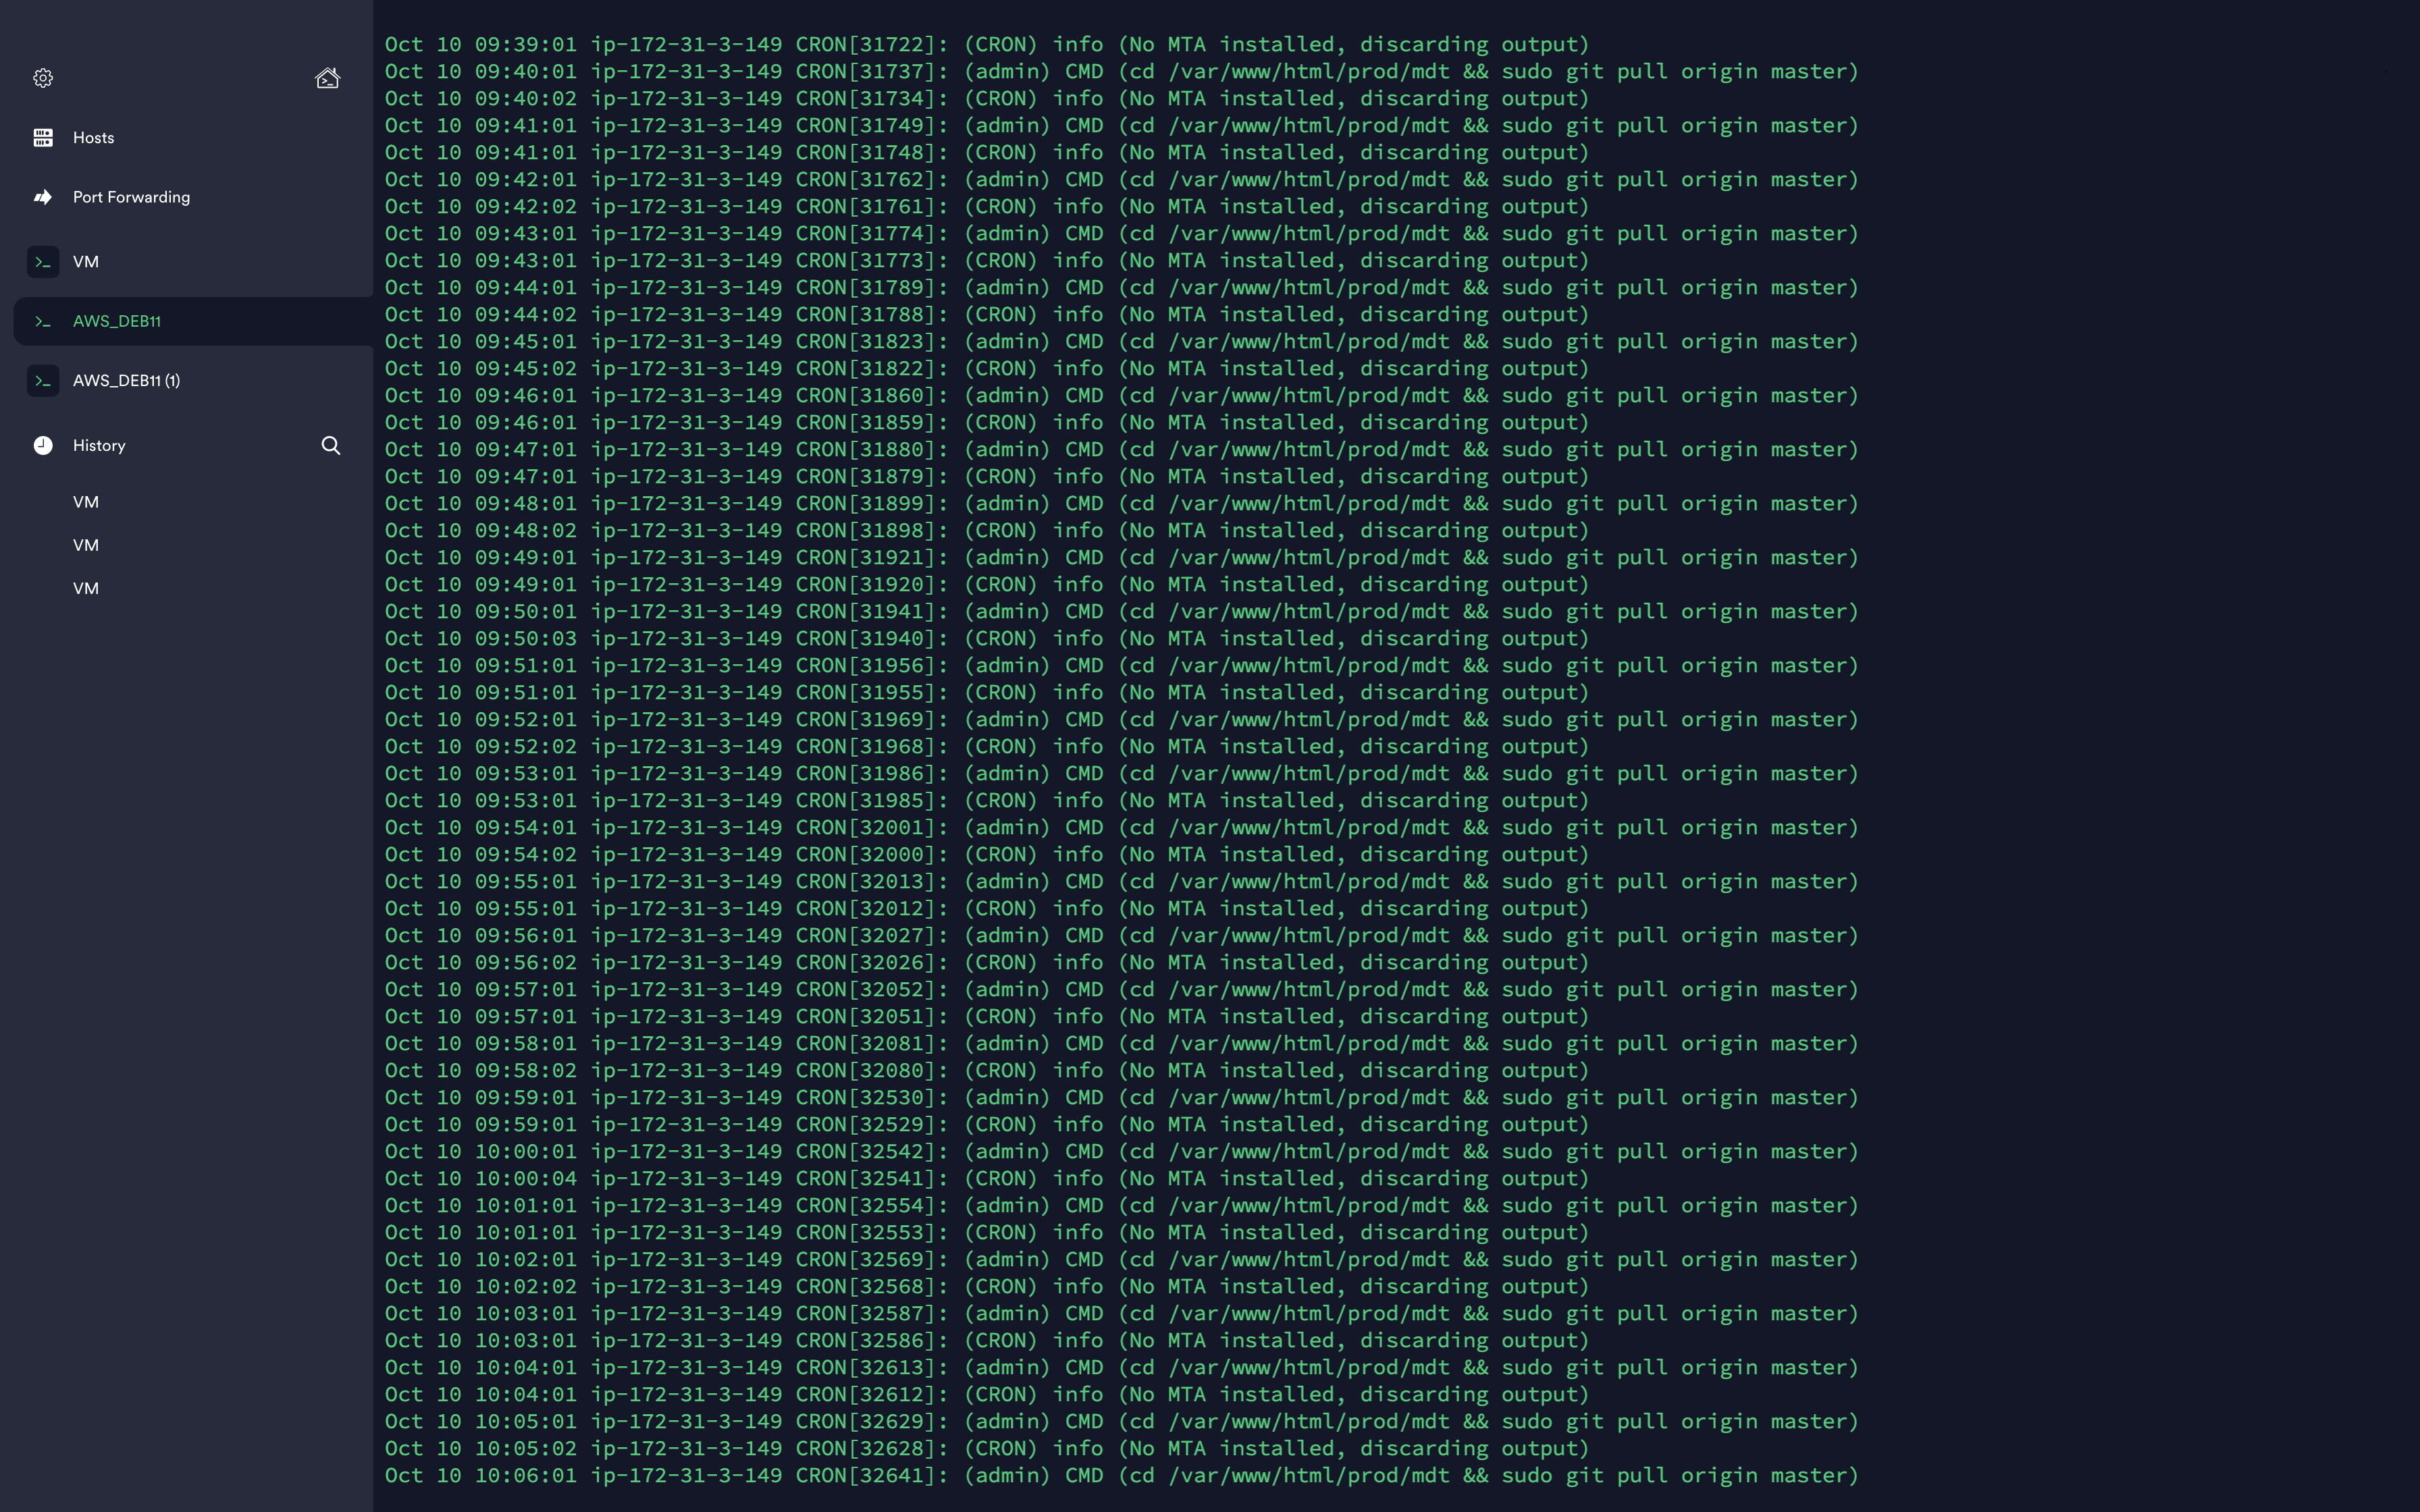 Hosts
Port Forwarding
VM
AWS_DEB11
AWS_DEB11 (1)
History
VM
VM
VM
Oct 10 09:39:01 ip-172-31-3-149 CRON[31722]: (CRON) info (No MTA installed, discarding output)
Oct 10 09:40:01 ip-172-31-3-149 CRON[31737]: (admin) CMD (cd /var/www/html/prod/mdt && sudo git pull origin master)
Oct 10 09:40:02 ip-172-31-3-149 CRON[31734]: (CRON) info (No MTA installed, discarding output)
Oct 10 09:41:01 ip-172-31-3-149 CRON[31749]: (admin) CMD (cd /var/www/html/prod/mdt && sudo git pull origin master)
Oct 10 09:41:01 ip-172-31-3-149 CRON[31748]: (CRON) info (No MTA installed, discarding output)
Oct 10 09:42:01 ip-172-31-3-149 CRON[31762]: (admin) CMD (cd /var/www/html/prod/mdt && sudo git pull origin master)
Oct 10 09:42:02 ip-172-31-3-149 CRON[31761]: (CRON) info (No MTA installed, discarding output)
Oct 10 09:43:01 ip-172-31-3-149 CRON[31774]: (admin) CMD (cd /var/www/html/prod/mdt && sudo git pull origin master)
Oct 10 09:43:01 ip-172-31-3-149 CRON[31773]: (CRON) info (No MTA installed, discarding output)
Oct 10 09:44:01 ip-172-31-3-149 CRON[31789]: (admin) CMD (cd /var/www/html/prod/mdt && sudo git pull origin master)
Oct 10 09:44:02 ip-172-31-3-149 CRON[31788]: (CRON) info (No MTA installed, discarding output)
Oct 10 09:45:01 ip-172-31-3-149 CRON[31823]: (admin) CMD (cd /var/www/html/prod/mdt && sudo git pull origin master)
Oct 10 09:45:02 ip-172-31-3-149 CRON[31822]: (CRON) info (No MTA installed, discarding output)
Oct 10 09:46:01 ip-172-31-3-149 CRON[31860]: (admin) CMD (cd /var/www/html/prod/mdt && sudo git pull origin master)
Oct 10 09:46:01 ip-172-31-3-149 CRON[31859]: (CRON) info (No MTA installed, discarding output)
Oct 10 09:47:01 ip-172-31-3-149 CRON[31880]: (admin) CMD (cd /var/www/html/prod/mdt && sudo git pull origin master)
Oct 10 09:47:01 ip-172-31-3-149 CRON[31879]: (CRON) info (No MTA installed, discarding output)
Oct 10 09:48:01 ip-172-31-3-149 CRON[31899]: (admin) CMD (cd /var/www/html/prod/mdt && sudo git pull origin master)
Oct 10 09:48:02 ip-172-31-3-149 CRON[31898]: (CRON) info (No MTA installed, discarding output)
Oct 10 09:49:01 ip-172-31-3-149 CRON[31921]: (admin) CMD (cd /var/www/html/prod/mdt && sudo git pull origin master)
Oct 10 09:49:01 ip-172-31-3-149 CRON[31920]: (CRON) info (No MTA installed, discarding output)
Oct 10 09:50:01 ip-172-31-3-149 CRON[31941]: (admin) CMD (cd /var/www/html/prod/mdt && sudo git pull origin master)
Oct 10 09:50:03 ip-172-31-3-149 CRON[31940]: (CRON) info (No MTA installed, discarding output)
Oct 10 09:51:01 ip-172-31-3-149 CRON[31956]: (admin) CMD (cd /var/www/html/prod/mdt && sudo git pull origin master)
Oct 10 09:51:01 ip-172-31-3-149 CRON[31955]: (CRON) info (No MTA installed, discarding output)
Oct 10 09:52:01 ip-172-31-3-149 CRON[31969]: (admin) CMD (cd /var/www/html/prod/mdt && sudo git pull origin master)
Oct 10 09:52:02 ip-172-31-3-149 CRON[31968]: (CRON) info (No MTA installed, discarding output)
Oct 10 09:53:01 ip-172-31-3-149 CRON[31986]: (admin) CMD (cd /var/www/html/prod/mdt && sudo git pull origin master)
Oct 10 09:53:01 ip-172-31-3-149 CRON[31985]: (CRON) info (No MTA installed, discarding output)
Oct 10 09:54:01 ip-172-31-3-149 CRON[32001]: (admin) CMD (cd /var/www/html/prod/mdt && sudo git pull origin master)
Oct 10 09:54:02 ip-172-31-3-149 CRON[32000]: (CRON) info (No MTA installed, discarding output)
Oct 10 09:55:01 ip-172-31-3-149 CRON[32013]: (admin) CMD (cd /var/www/html/prod/mdt && sudo git pull origin master)
Oct 10 09:55:01 ip-172-31-3-149 CRON[32012]: (CRON) info (No MTA installed, discarding output)
Oct 10 09:56:01 ip-172-31-3-149 CRON[32027]: (admin) CMD (cd /var/www/html/prod/mdt && sudo git pull origin master)
Oct 10 09:56:02 ip-172-31-3-149 CRON[32026]: (CRON) info (No MTA installed, discarding output)
Oct 10 09:57:01 ip-172-31-3-149 CRON[32052]: (admin) CMD (cd /var/www/html/prod/mdt && sudo git pull origin master)
Oct 10 09:57:01 ip-172-31-3-149 CRON[32051]: (CRON) info (No MTA installed, discarding output)
Oct 10 09:58:01 ip-172-31-3-149 CRON[32081]: (admin) CMD (cd /var/www/html/prod/mdt && sudo git pull origin master)
Oct 10 09:58:02 ip-172-31-3-149 CRON[32080]: (CRON) info (No MTA installed, discarding output)
Oct 10 09:59:01 ip-172-31-3-149 CRON[32530]: (admin) CMD (cd /var/www/html/prod/mdt && sudo git pull origin master)
Oct 10 09:59:01 ip-172-31-3-149 CRON[32529]: (CRON) info (No MTA installed, discarding output)
Oct 10 10:00:01 ip-172-31-3-149 CRON[32542]: (admin) CMD (cd /var/www/html/prod/mdt && sudo git pull origin master)
Oct 10 10:00:04 ip-172-31-3-149 CRON[32541]: (CRON) info (No MTA installed, discarding output)
Oct 10 10:01:01 ip-172-31-3-149 CRON[32554]: (admin) CMD (cd /var/www/html/prod/mdt && sudo git pull origin master)
Oct 10 10:01:01 ip-172-31-3-149 CRON[32553]: (CRON) info (No MTA installed, discarding output)
Oct 10 10:02:01 ip-172-31-3-149 CRON[32569]: (admin) CMD (cd /var/www/html/prod/mdt && sudo git pull origin master)
Oct 10 10:02:02 ip-172-31-3-149 CRON[32568]: (CRON) info (No MTA installed, discarding output)
Oct 10 10:03:01 ip-172-31-3-149 CRON[32587]: (admin) CMD (cd /var/www/html/prod/mdt && sudo git pull origin master)
Oct 10 10:03:01 ip-172-31-3-149 CRON[32586]: (CRON) info (No MTA installed, discarding output)
Oct 10 10:04:01 ip-172-31-3-149 CRON[32613]: (admin) CMD (cd /var/www/html/prod/mdt && sudo git pull origin master)
Oct 10 10:04:01 ip-172-31-3-149 CRON[32612]: (CRON) info (No MTA installed, discarding output)
Oct 10 10:05:01 ip-172-31-3-149 CRON[32629]: (admin) CMD (cd /var/www/html/prod/mdt && sudo git pull origin master)
Oct 10 10:05:02 ip-172-31-3-149 CRON[32628]: (CRON) info (No MTA installed, discarding output)
Oct 10 10:06:01 ip-172-31-3-149 CRON[32641]: (admin) CMD (cd /var/www/html/prod/mdt && sudo git pull origin master)